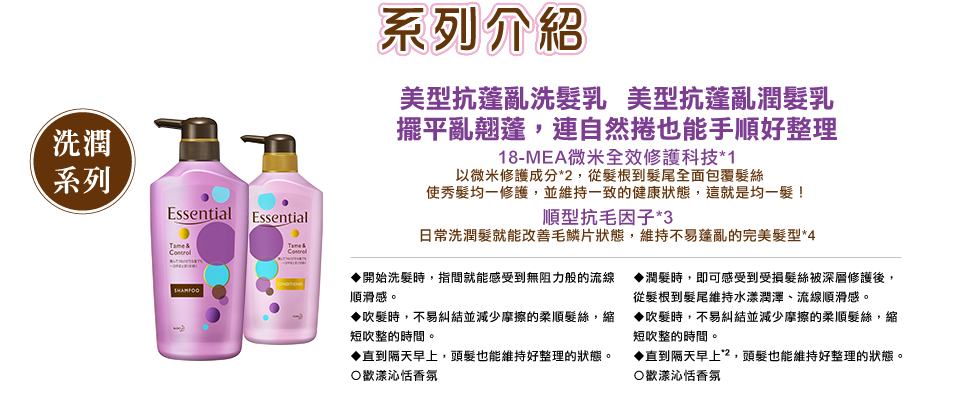 系列介紹
洗潤
系列
美型抗蓬亂洗髮乳 美型抗蓬亂潤髮乳
擺平亂翹蓬，連自然捲也能手順好整理
18-MEA微米全效修護科技*1
以微米修護成分*2，從髮根到髮尾全面包覆髮絲
使秀髮均一修護，並維持一致的健康狀態，這就是均一髮！
順型抗毛因子*3
日常洗潤髮就能改善毛鱗片狀態，維持不易蓬亂的完美髮型*4
Essential
Tame &
Control
SHAMPOO
Essential
Tame &
Control
CONDITIONER
◆開始洗髮時，指間就能感受到無阻力般的流線
順滑感。
◆吹髮時，不易糾結並減少摩擦的柔順髮絲，縮
短吹整的時間。
◆直到隔天早上，頭髮也能維持好整理的狀態。
○歡漾沁恬香氛
◆潤髮時，即可感受到受損髮絲被深層修護後，
從髮根到髮尾維持水漾潤澤、流線順滑感。
◆吹髮時，不易糾結並減少摩擦的柔順髮絲，縮
短吹整的時間。
◆直到隔天早上*2，頭髮也能維持好整理的狀態。
○歡漾沁恬香氛